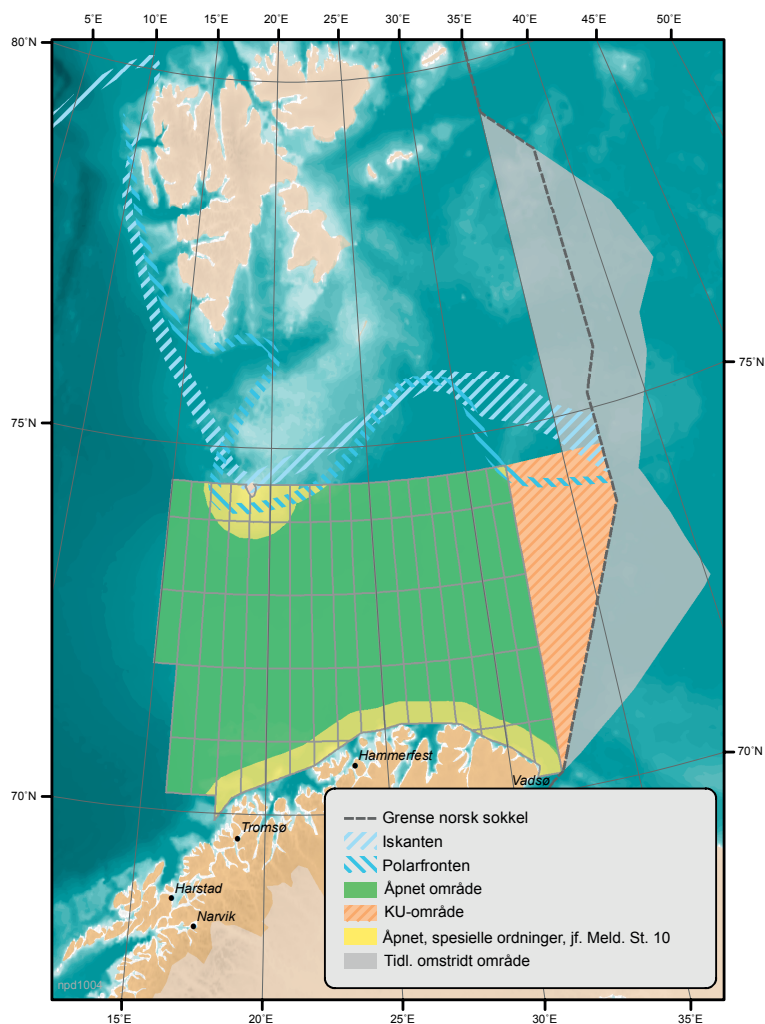 5°E 10°E 15°E 20°E 25°E 30°E 35°E 40°E 45°E 50°E
80°N
75°N
75°N
70°N
70°N
Hammerfest
Vadsø
Tromsø
Harstad
Narvik
Grense norsk sokkel
Iskanten
Polarfronten
Åpnet område
KU-område
Åpnet, spesielle ordninger, jf. Meld. St. 10
Tidl. omstridt område
npd1004
15°E 20°E 25°E 30°E 35°E